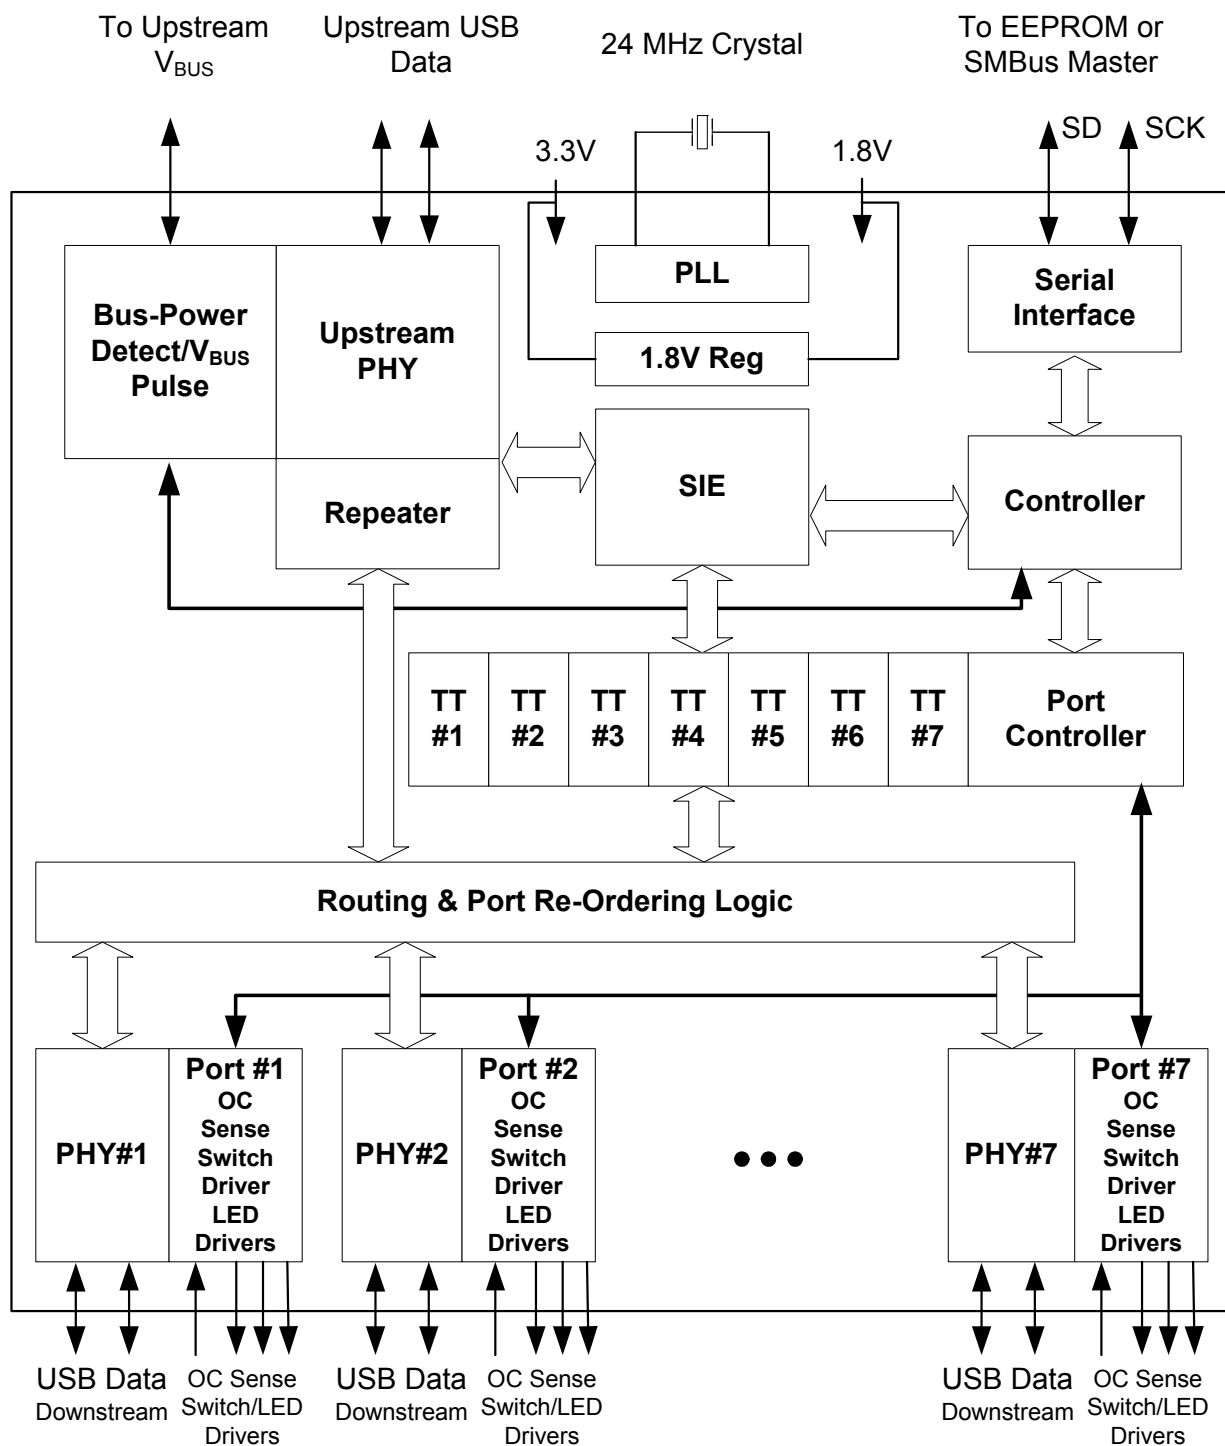 To Upstream
VBUS
Upstream USB
Data
24 MHz Crystal
To EEPROM or
SMBus Master
3.3V
1.8V
SD
SCK
Bus-Power
Detect/VBUS
Pulse
Upstream
PHY
PLL
1.8V Reg
Serial
Interface
Repeater
SIE
Controller
TT
#1
TT
#2
TT
#3
TT
#4
TT
#5
TT
#6
TT
#7
Port
Controller
Routing & Port Re-Ordering Logic
PHY#1
Port #1
OC
Sense
Switch
Driver
LED
Drivers
PHY#2
Port #2
OC
Sense
Switch
Driver
LED
Drivers
PHY#7
Port #7
OC
Sense
Switch
Driver
LED
Drivers
USB Data
Downstream
OC Sense
Switch/LED
Drivers
USB Data
Downstream
OC Sense
Switch/LED
Drivers
USB Data
Downstream
OC Sense
Switch/LED
Drivers